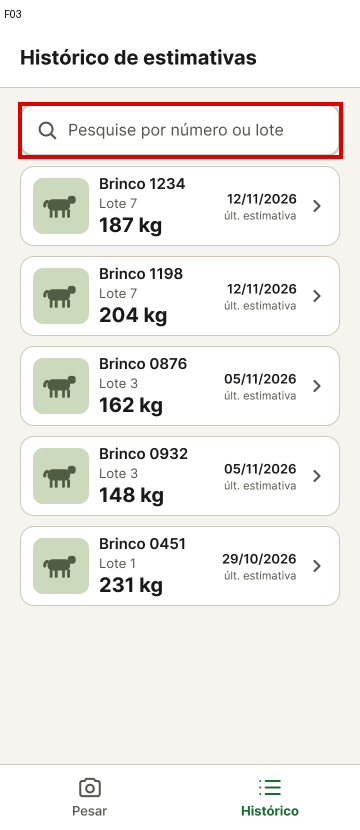 F03
Histórico de estimativas
Pesquise por número ou lote
Brinco 1234
Lote 7
187 kg
12/11/2026
últ. estimativa
Brinco 1198
Lote 7
204 kg
12/11/2026
últ. estimativa
Brinco 0876
Lote 3
162 kg
05/11/2026
últ. estimativa
Brinco 0932
Lote 3
148 kg
05/11/2026
últ. estimativa
Brinco 0451
Lote 1
231 kg
29/10/2026
últ. estimativa
Pesar
Histórico